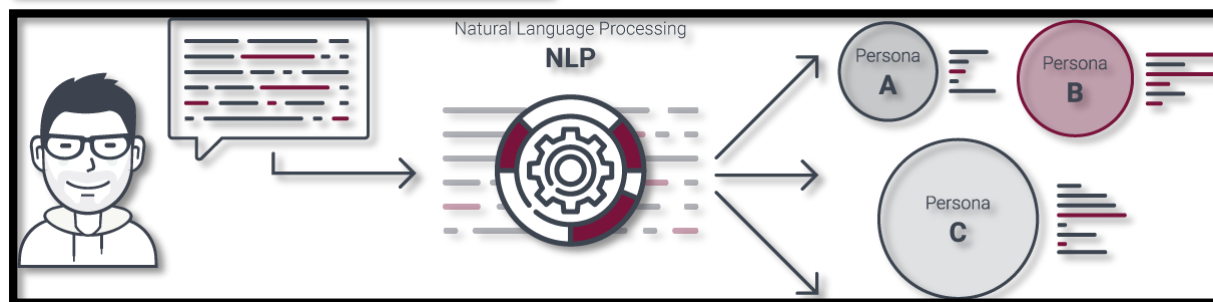 Natural Language Processing
NLP
Persona
A
Persona
B
Persona
C